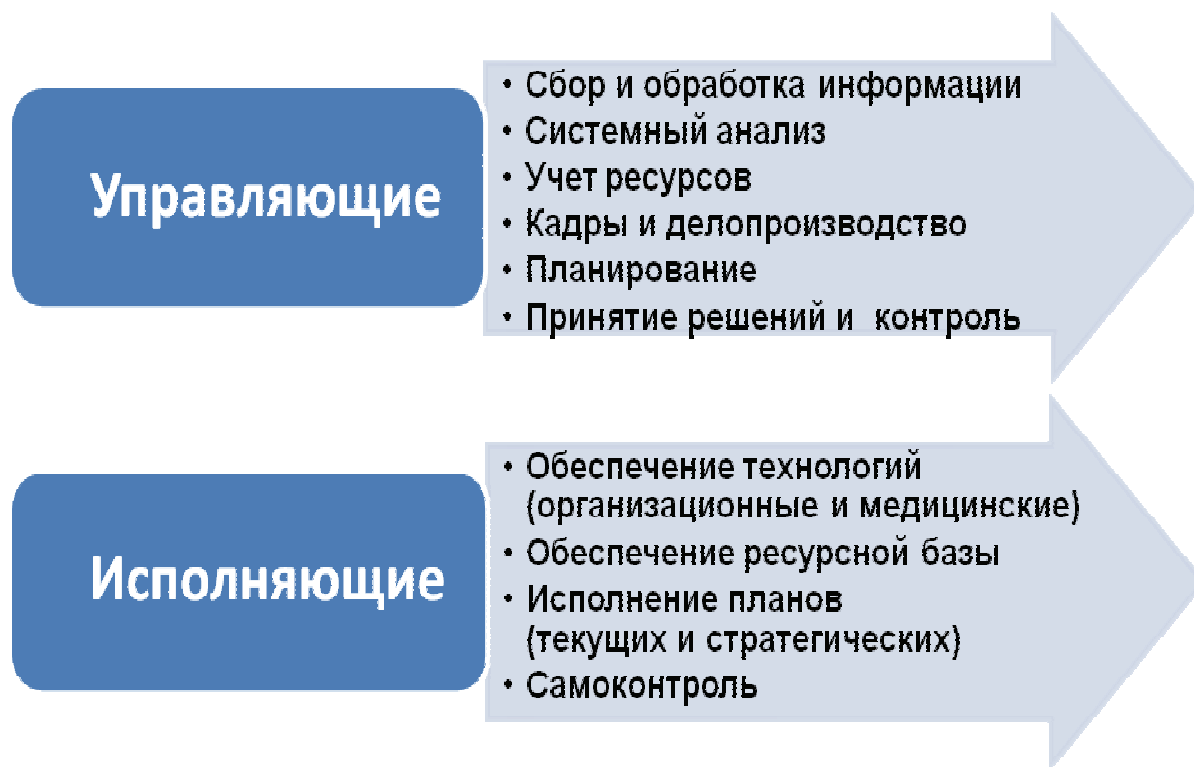 Управляющие
• Сбор и обработка информации
• Системный анализ
• Учет ресурсов
• Кадры и делопроизводство
• Планирование
• Принятие решений и контроль
Исполняющие
• Обеспечение технологий
(организационные и медицинские)
• Обеспечение ресурсной базы
• Исполнение планов
(текущих и стратегических)
• Самоконтроль